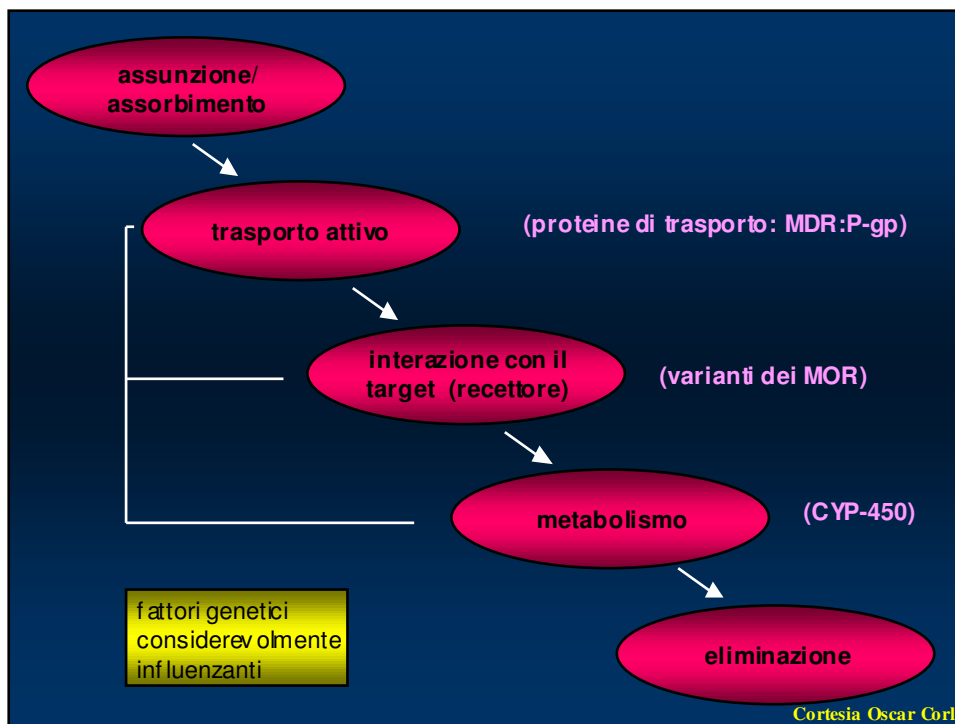 assunzione/
assorbimento
trasporto attivo
(proteine di trasporto: MDR:P-gp)
interazione con il
target (recettore)
(varianti dei MOR)
metabolismo
(CYP-450)
fattori genetici
considerevolmente
influenzanti
eliminazione
Cortesia Oscar Corl